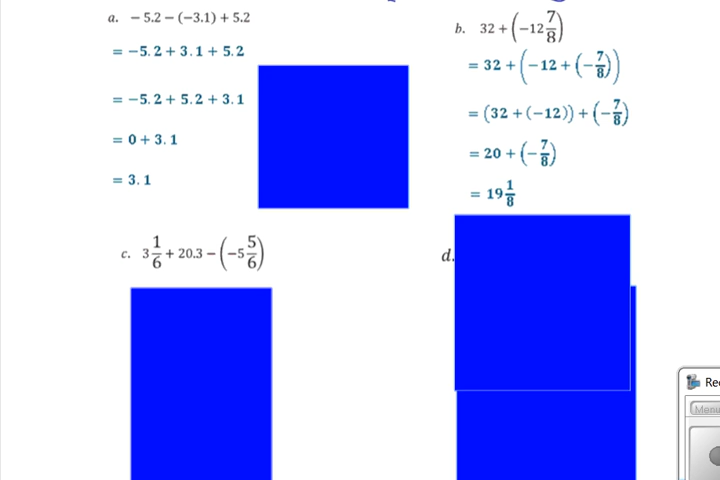 a. − 5.2 − (−3.1) + 5.2
= −5.2 + 3.1 + 5.2
= −5.2 + 5.2 + 3.1
= 0 + 3.1
= 3.1
b. 32 + (−12 7/8)
= 32 + (−12 + (−7/8))
= (32 + (−12)) + (−7/8)
= 20 + (−7/8)
= 19 1/8
c. 3 1/6 + 20.3 − (−5 5/6)
d.
Menu